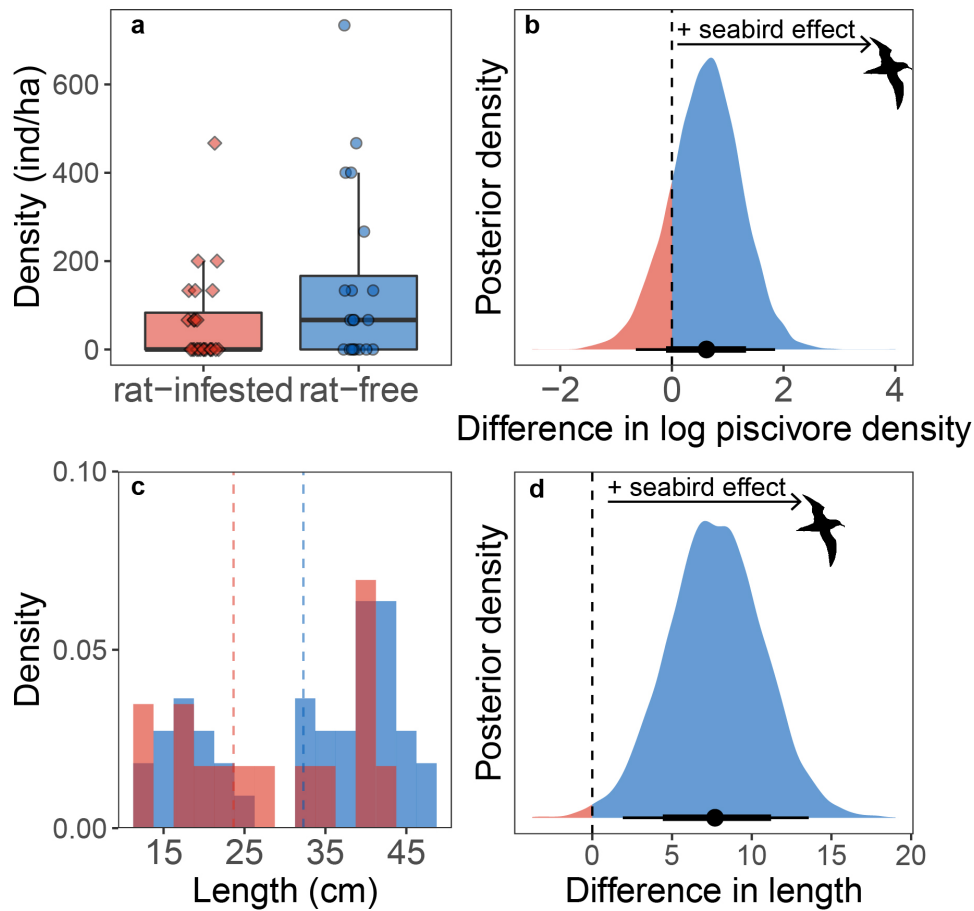 a
Density (ind/ha)
600
400
200
0
rat−infested
rat−free
b
+ seabird effect
Posterior density
−2
0
2
4
Difference in log piscivore density
c
Density
0.10
0.05
0.00
15
25
35
45
Length (cm)
d
+ seabird effect
Posterior density
0
5
10
15
20
Difference in length